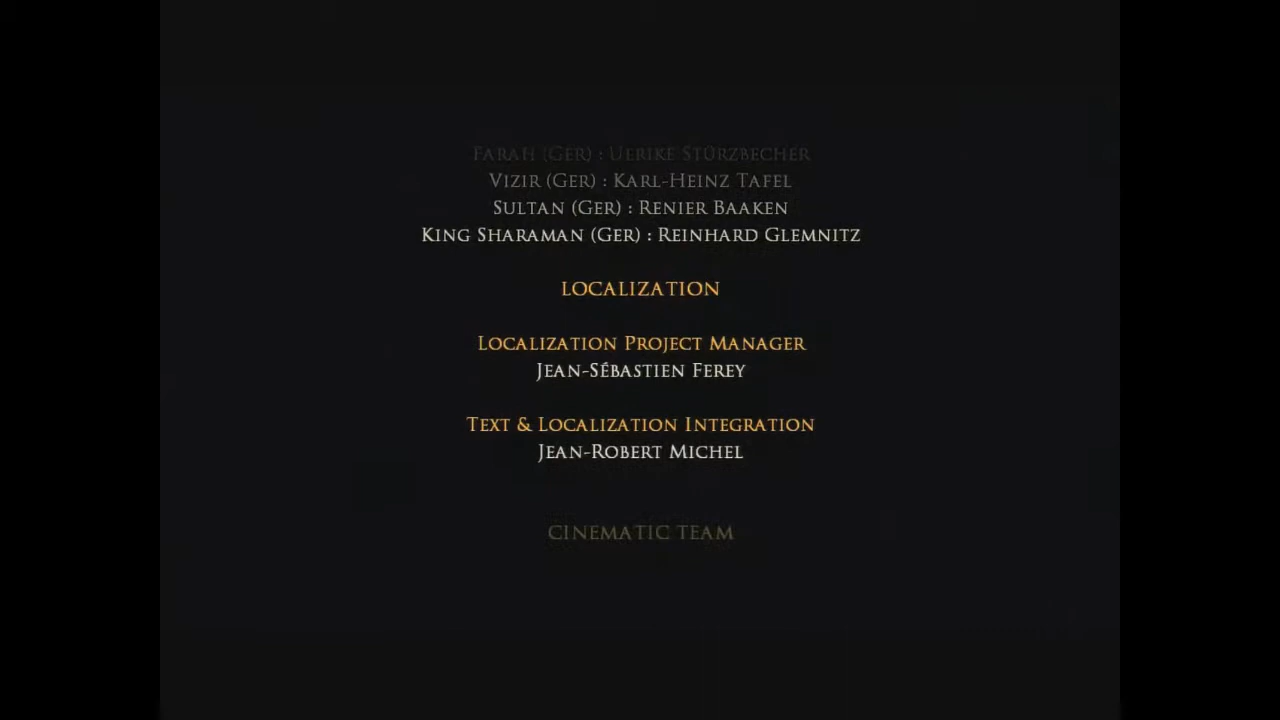 Farah (Ger) : Uerike Stürzbecher
Vizir (Ger) : Karl-Heinz Tafel
Sultan (Ger) : Renier Baaken
King Sharaman (Ger) : Reinhard Glemnitz
LOCALIZATION
Localization Project Manager
Jean-Sébastien Ferey
Text & Localization Integration
Jean-Robert Michel
CINEMATIC TEAM